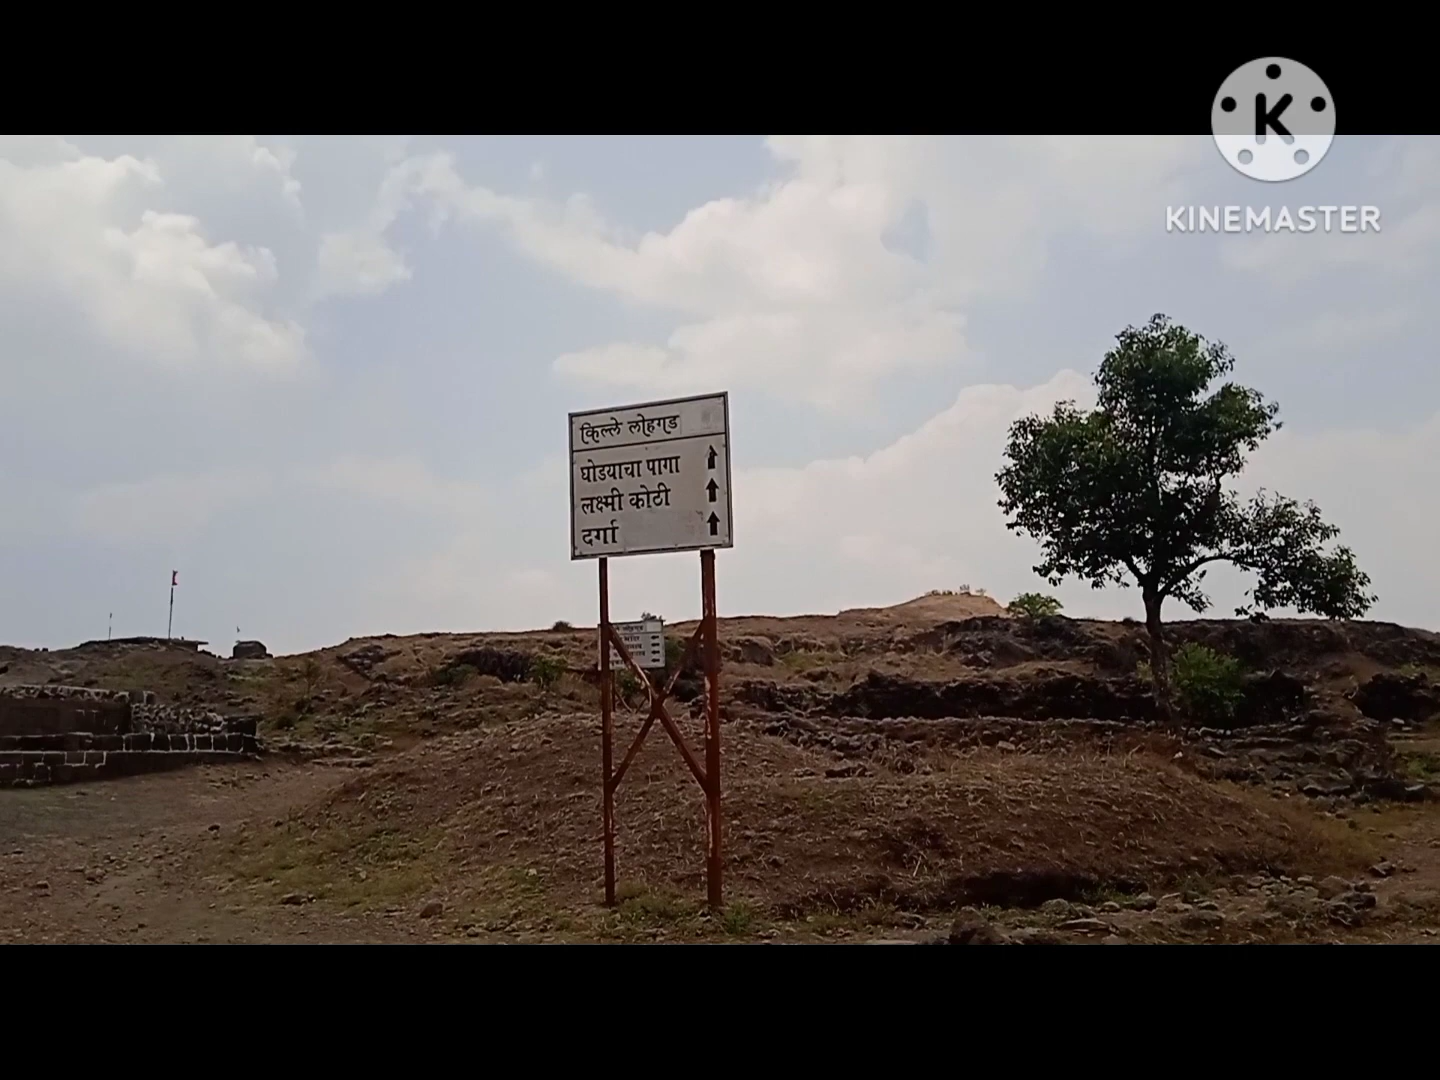 KINEMASTER
किल्ले लोहगड
घोडयाचा पागा
लक्ष्मी कोटी
दर्गा